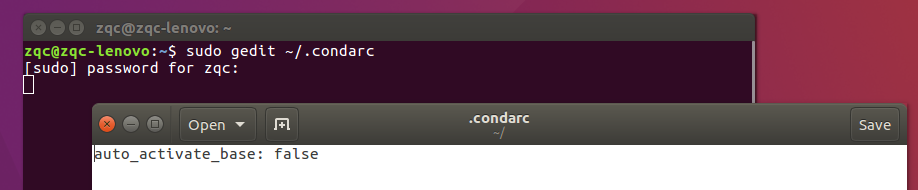 zqc@zqc-lenovo: ~
zqc@zqc-lenovo:~$ sudo gedit ~/.condarc
[sudo] password for zqc:
Open
.condarc
~/
Save
auto_activate_base: false